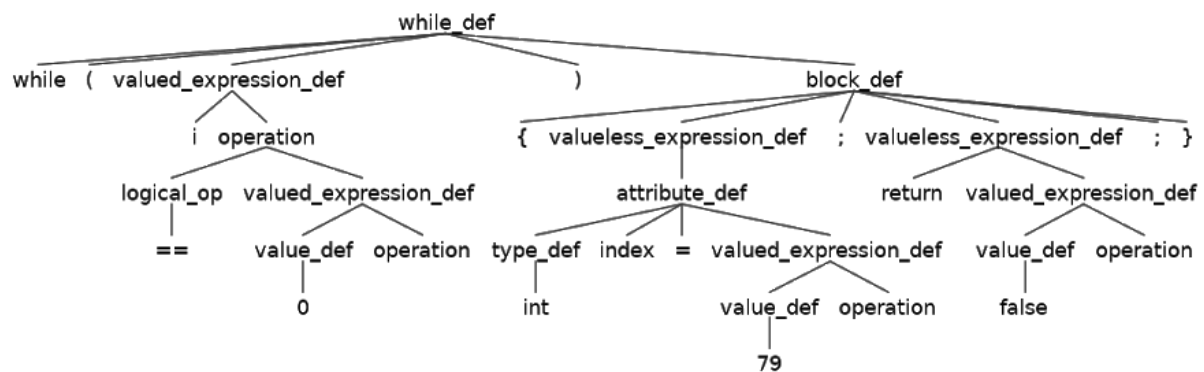 while_def
while ( valued_expression_def ) block_def
i operation { valueless_expression_def ; valueless_expression_def ; }
logical_op valued_expression_def attribute_def return valued_expression_def
== value_def operation type_def index = valued_expression_def value_def operation
0 int value_def operation false
79